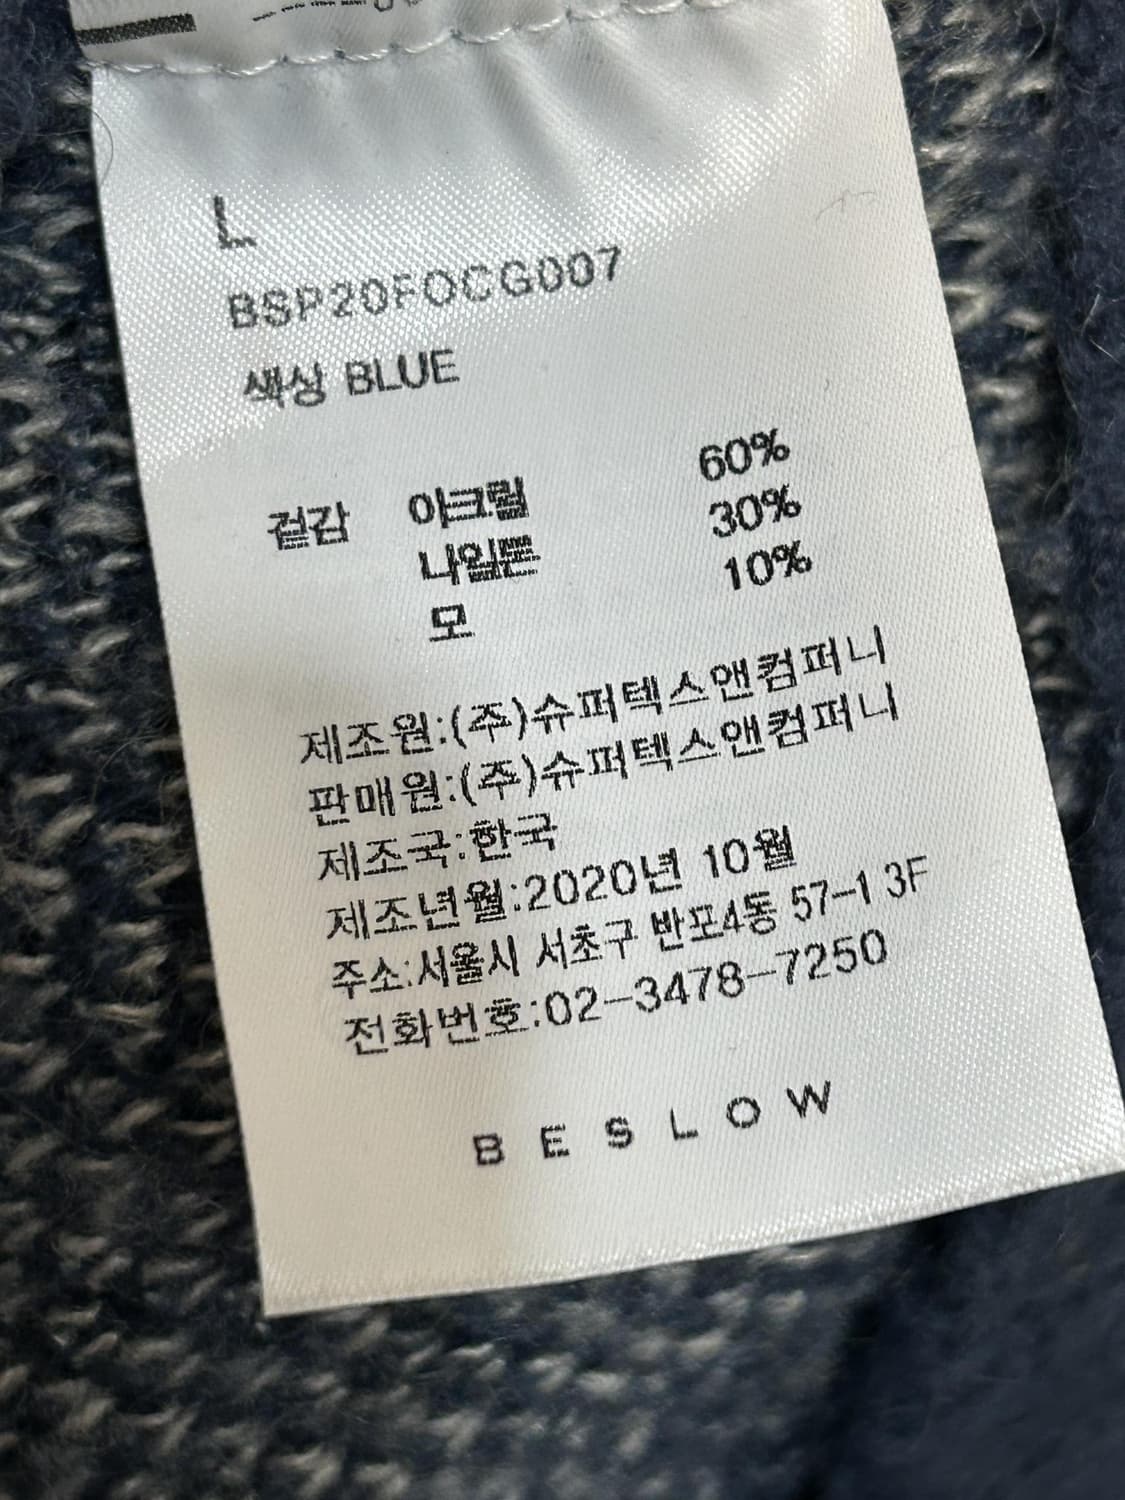 L
BSP20FOCG007
색상 BLUE
겉감 아크릴 60%
나일론 30%
모 10%
제조원:(주)슈퍼텍스앤컴퍼니
판매원:(주)슈퍼텍스앤컴퍼니
제조국:한국
제조년월:2020년 10월
주소:서울시 서초구 반포4동 57-1 3F
전화번호:02-3478-7250
BESLOW